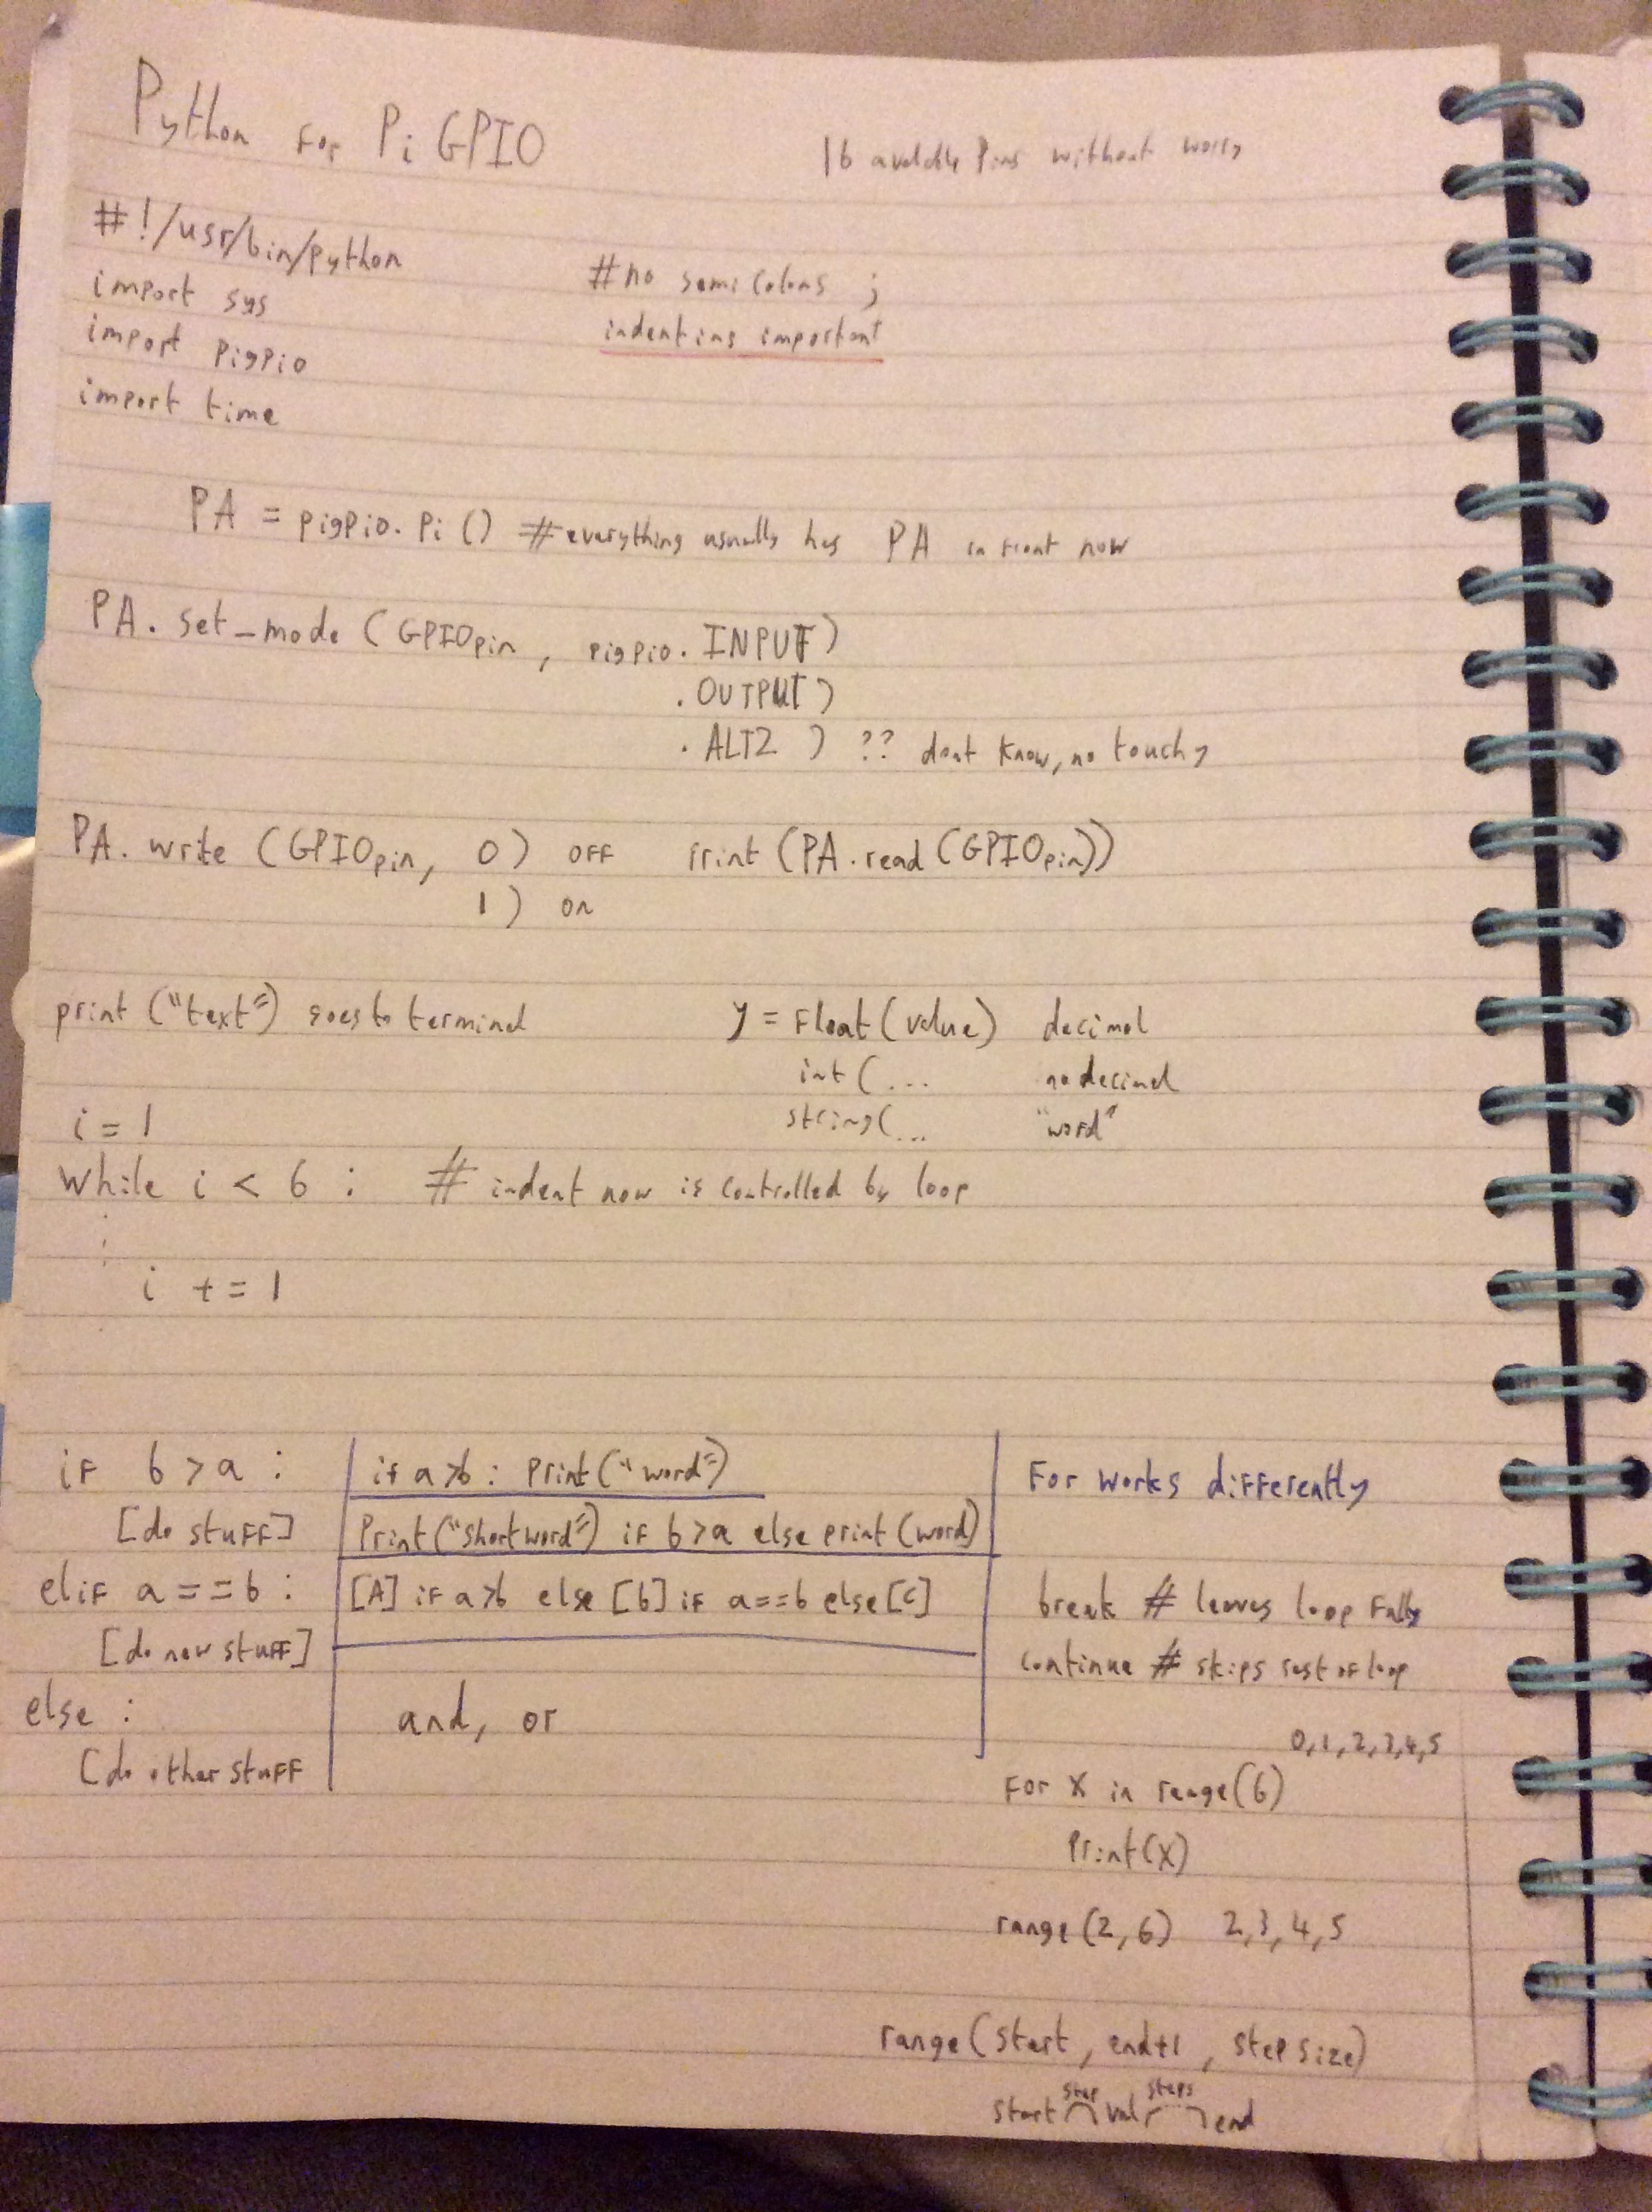 Python for Pi GPIO
16 available Pins without worry
#!/usr/bin/python
import sys
import pigpio
import time
#no semi colons ;
indenting important
PA = pigpio.Pi () #everything usually has PA in front now
PA. set_mode (GPIOpin , pigpio. INPUT)
.OUTPUT)
.ALT2 ) ?? dont know, no touchy
PA. write (GPIOpin, 0) off print (PA.read (GPIOpin))
1) on
print ("text") goes to terminal
y = Float (value) decimal
int (... no decimal
string(... "word"
i = 1
while i < 6 : # indent now is controlled by loop
i += 1
if b > a :
[do stuff]
elif a == b :
[do new stuff]
else :
[do other stuff
if a>b : Print("word")
Print("shortword") if b>a else print(word)
[A] if a>b else [b] if a==b else[c]
and, or
For works differently
break # leaves loop fully
continue # skips rest of loop
0,1,2,3,4,5
For X in range(6)
Print(X)
range(2,6) 2,3,4,5
range(start, end+1, step size)
step steps
start val end